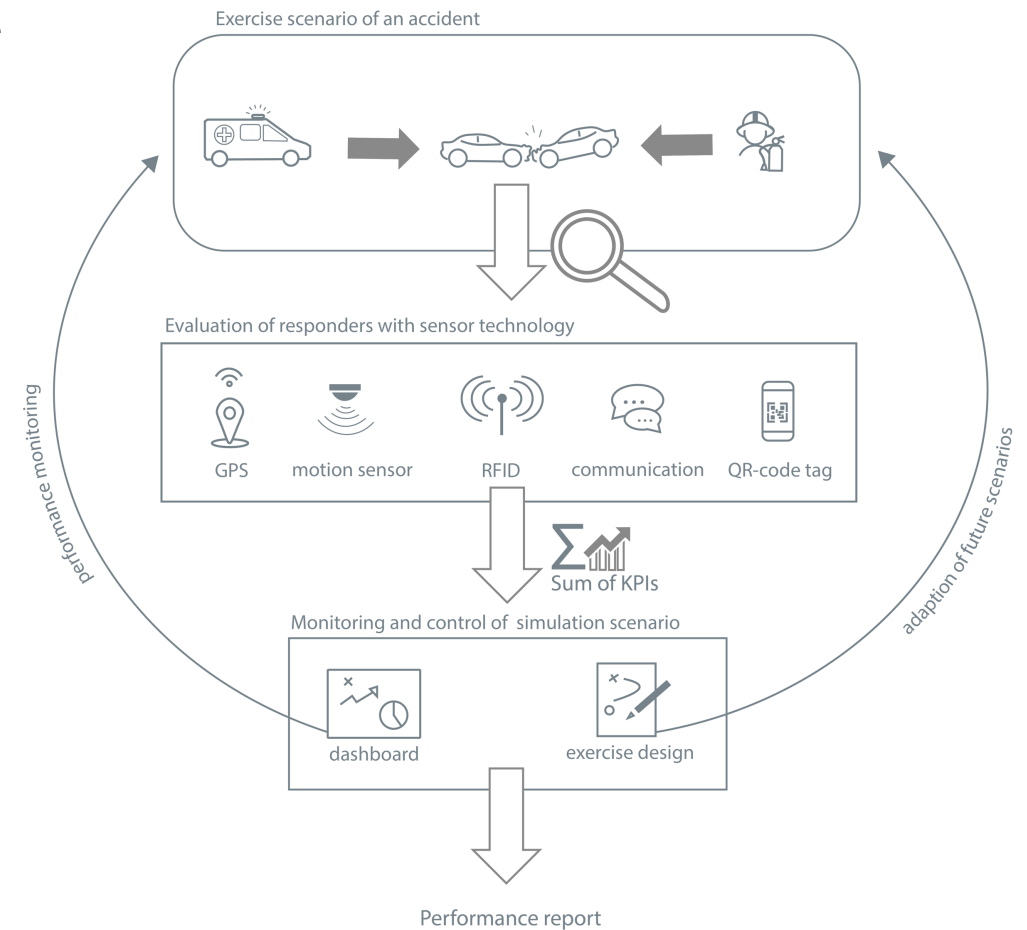 Exercise scenario of an accident
Evaluation of responders with sensor technology
GPS
motion sensor
RFID
communication
QR-code tag
performance monitoring
adaption of future scenarios
Sum of KPIs
Monitoring and control of simulation scenario
dashboard
exercise design
Performance report